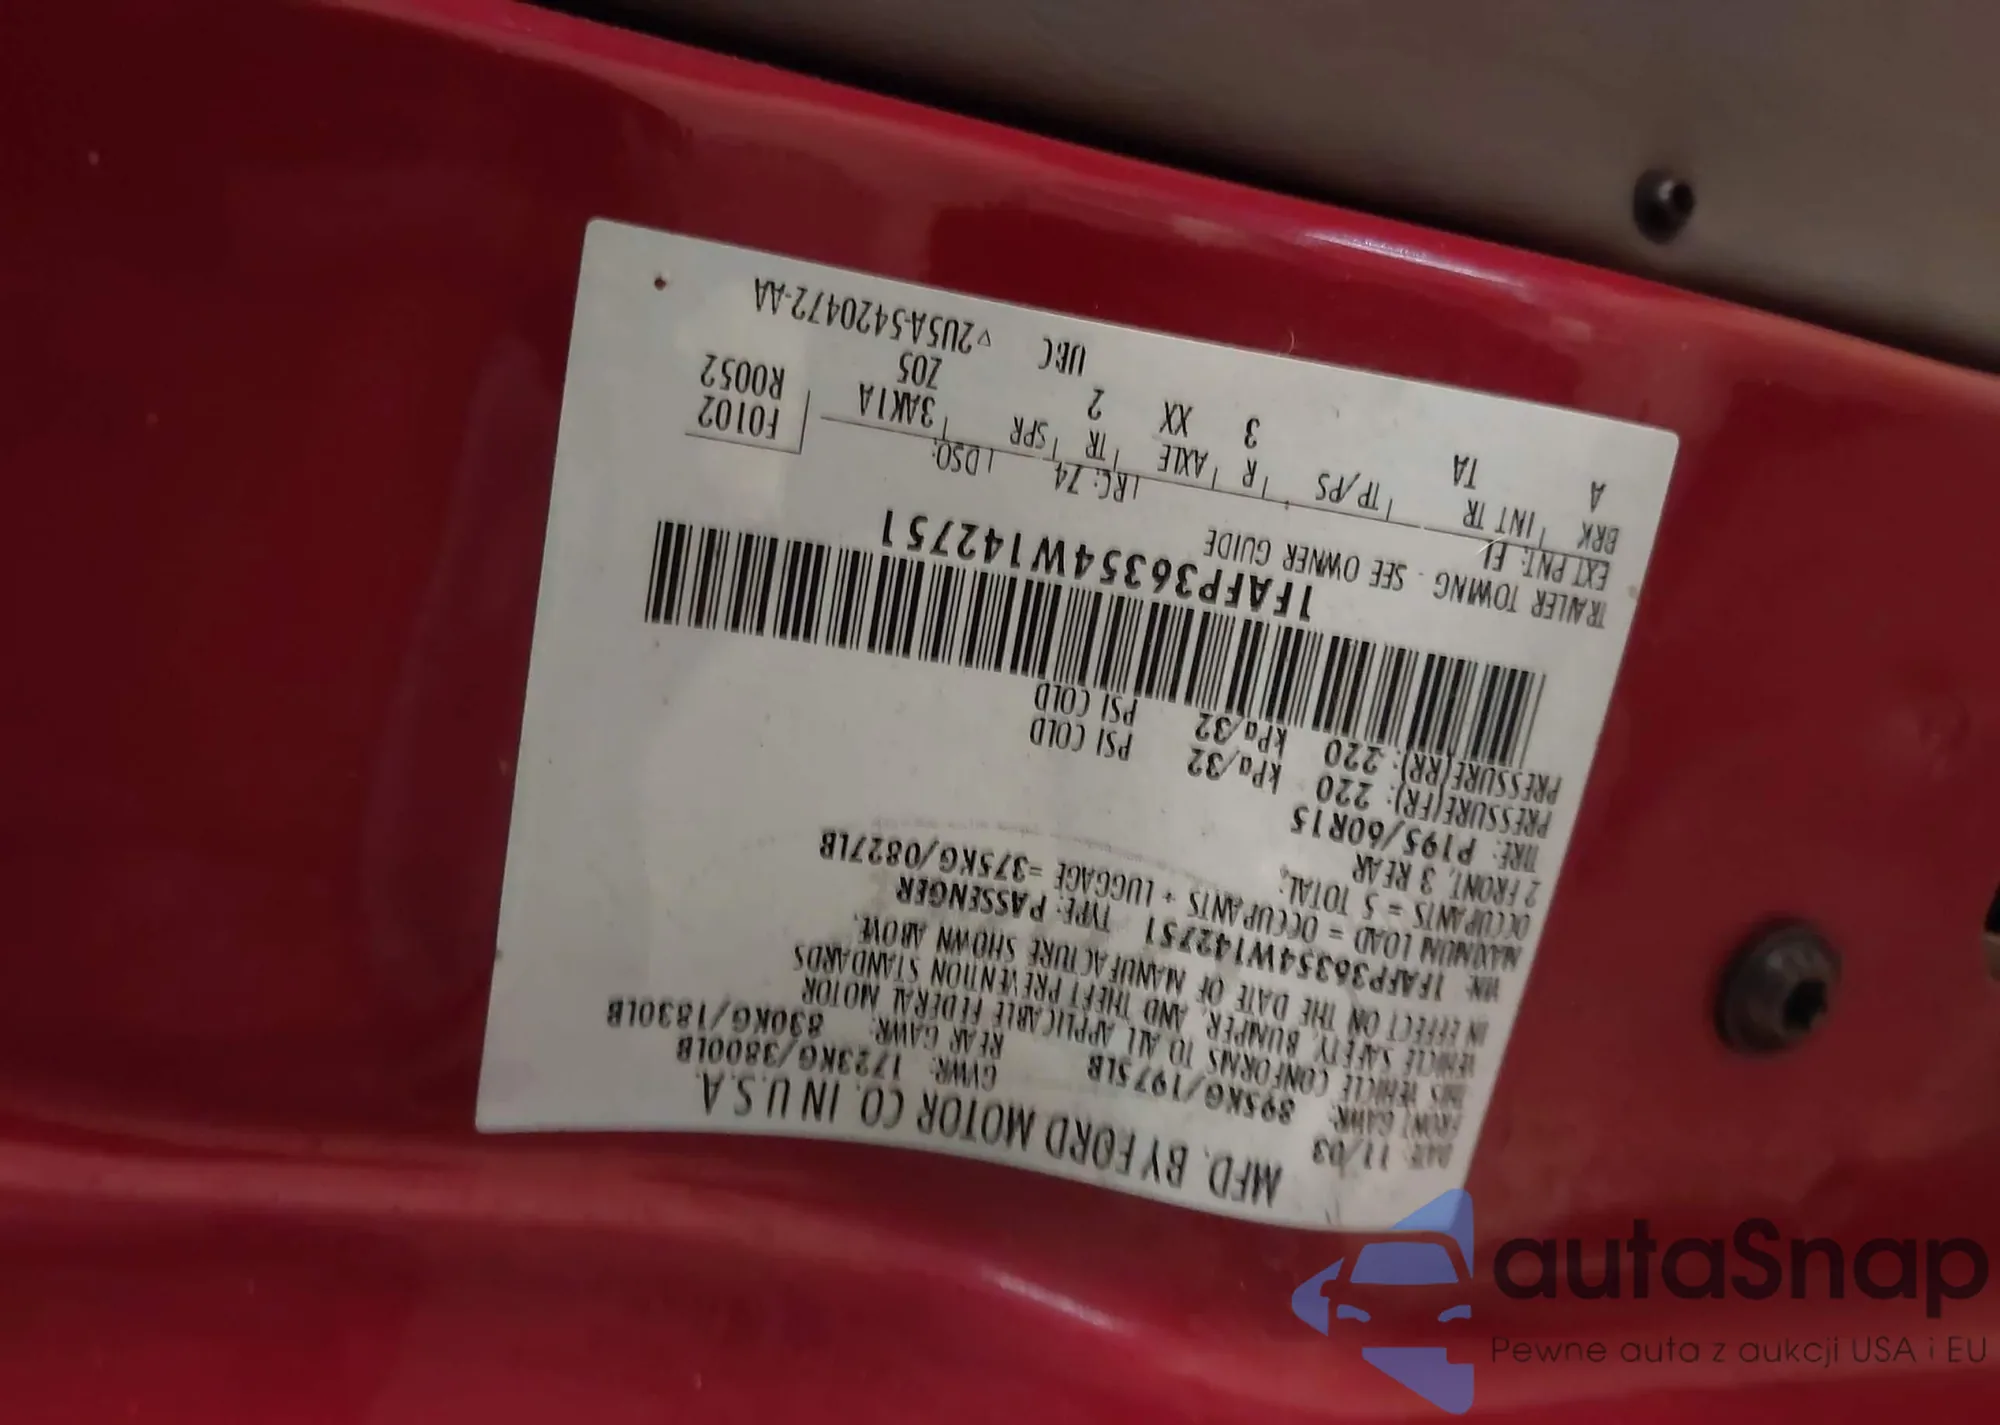 MFD. BY FORD MOTOR CO. IN U.S.A.
DATE: 11/03 GVWR: 1723KG/3800LB
FRONT GAWR: 895KG/1975LB REAR GAWR: 830KG/1830LB
THIS VEHICLE CONFORMS TO ALL APPLICABLE FEDERAL MOTOR
VEHICLE SAFETY, BUMPER, AND THEFT PREVENTION STANDARDS
IN EFFECT ON THE DATE OF MANUFACTURE SHOWN ABOVE.
VIN: 1FAFP36354W142751 TYPE: PASSENGER
MAXIMUM LOAD = OCCUPANTS + LUGGAGE =375KG/0827LB
OCCUPANTS = 5 TOTAL:
2 FRONT, 3 REAR
TIRE: P195/60R15
PRESSURE(FR): 220 kPa/32 PSI COLD
PRESSURE(RR): 220 kPa/32 PSI COLD
1FAFP36354W142751
TRAILER TOWING - SEE OWNER GUIDE
EXT PNT: E1 RC: 74 DSO: F0102
BRK INT TR TP/PS R AXLE TR SPR 3AK1A R0052
A TA 3 XX 2 Z05
UBC ▽2U5A-5420472-AA
autaSnap
Pewne auta z aukcji USA i EU